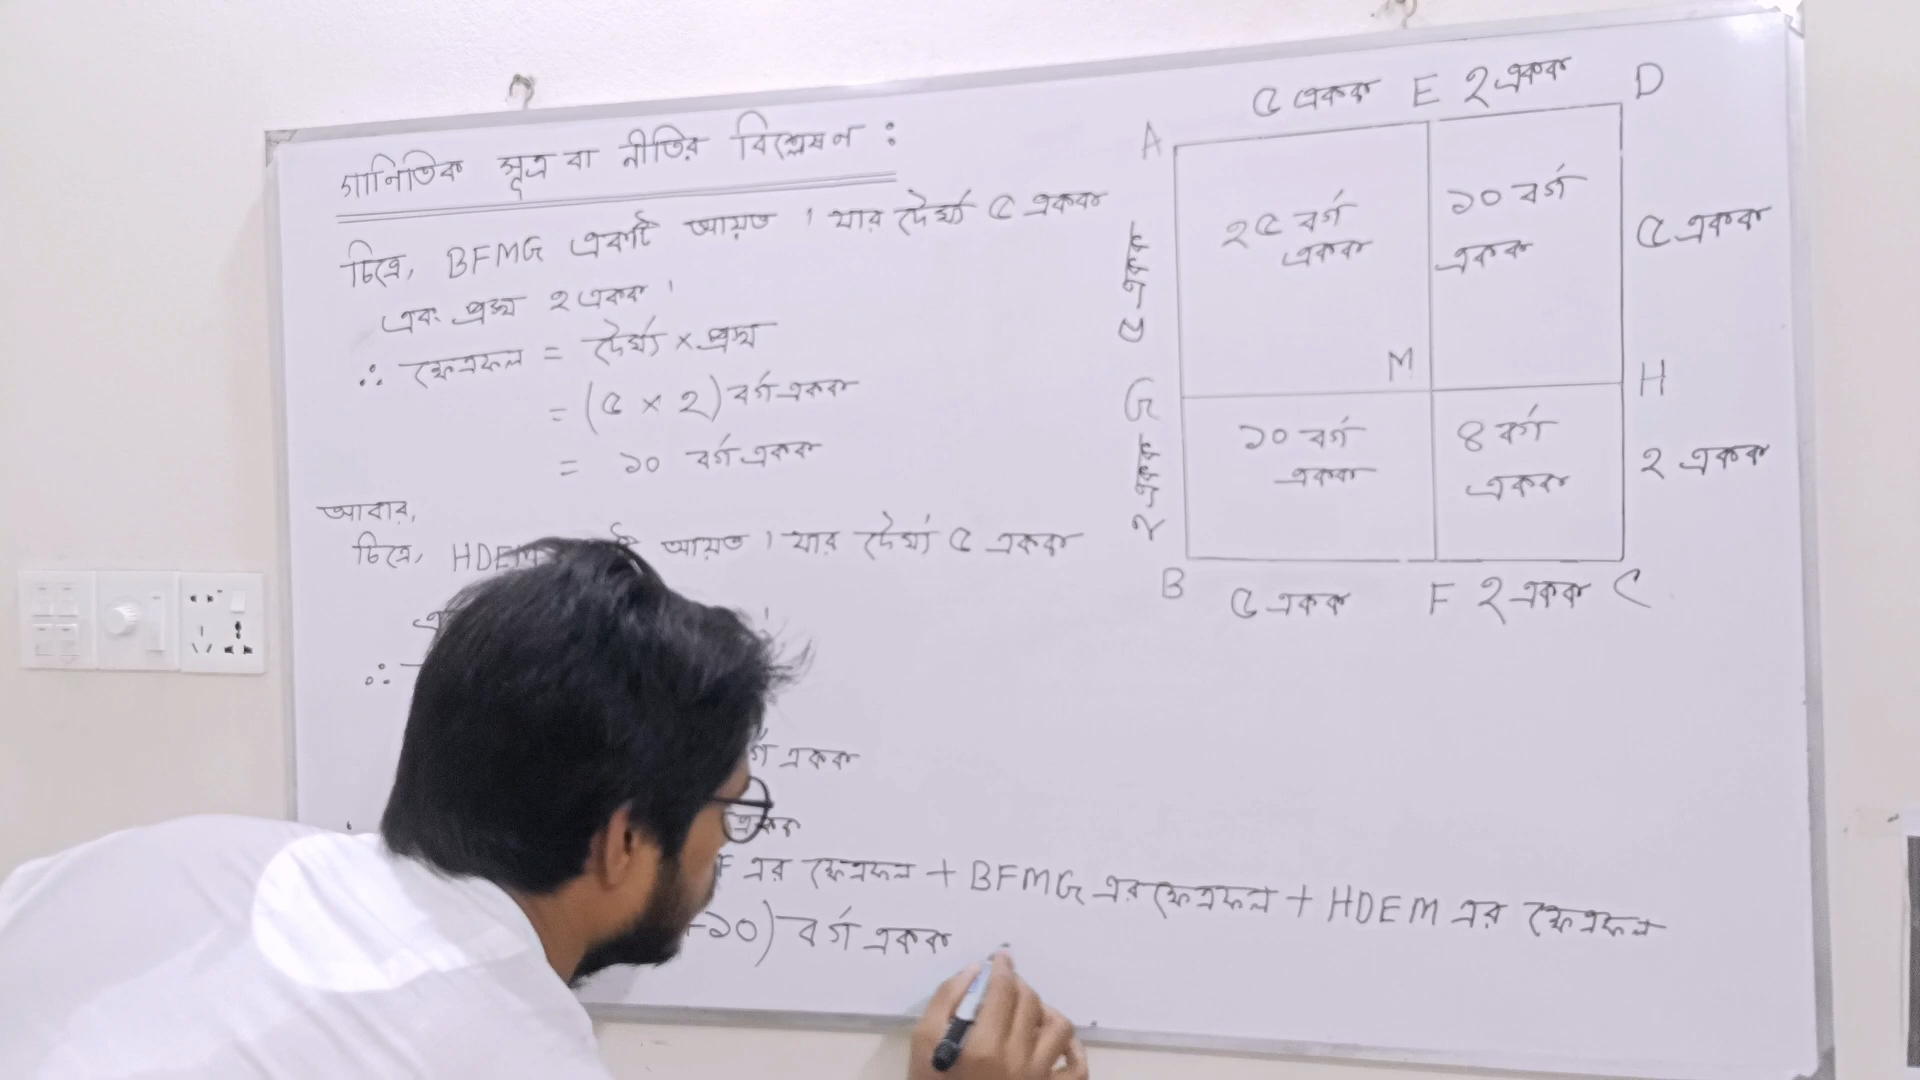 গানিতিক সূত্র বা নীতির বিশ্লেষণ :
চিত্রে, BFMG একটি আয়ত । যার দৈর্ঘ্য ৫ একক
এবং প্রস্থ ২ একক ।
∴ ক্ষেত্রফল = দৈর্ঘ্য × প্রস্থ
= (৫ × ২) বর্গ একক
= ১০ বর্গ একক
আবার,
চিত্রে, HDEM আয়ত । যার দৈর্ঘ্য ৫ একক
∴
একক
একক
এর ক্ষেত্রফল + BFMG এর ক্ষেত্রফল + HDEM এর ক্ষেত্রফল
১০) বর্গ একক
৫ একক E ২ একক D
A
২৫ বর্গ
একক
১০ বর্গ
একক
৫ একক
৫ একক
M
G
H
১০ বর্গ
একক
৪ বর্গ
একক
২ একক
২ একক
B ৫ একক F ২ একক C